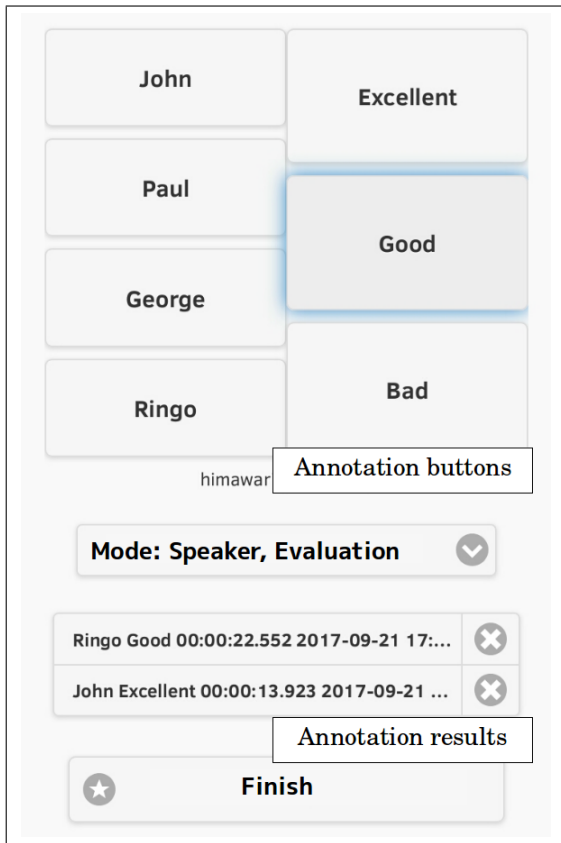 John
Excellent
Paul
Good
George
Ringo
Bad
himawar
Annotation buttons
Mode: Speaker, Evaluation
Ringo Good 00:00:22.552 2017-09-21 17:...
John Excellent 00:00:13.923 2017-09-21 ...
Annotation results
Finish